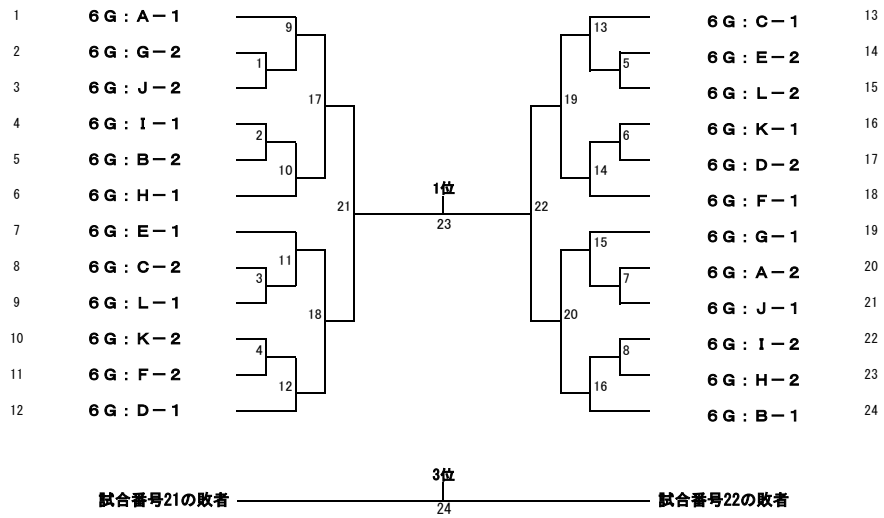 1 6G:A-1
2 6G:G-2
3 6G:J-2
4 6G:I-1
5 6G:B-2
6 6G:H-1
7 6G:E-1
8 6G:C-2
9 6G:L-1
10 6G:K-2
11 6G:F-2
12 6G:D-1
9
1
17
2
10
21
11
3
18
4
12
1位
23
13
5
19
6
14
22
15
7
20
8
16
6G:C-1 13
6G:E-2 14
6G:L-2 15
6G:K-1 16
6G:D-2 17
6G:F-1 18
6G:G-1 19
6G:A-2 20
6G:J-1 21
6G:I-2 22
6G:H-2 23
6G:B-1 24
3位
試合番号21の敗者
24
試合番号22の敗者